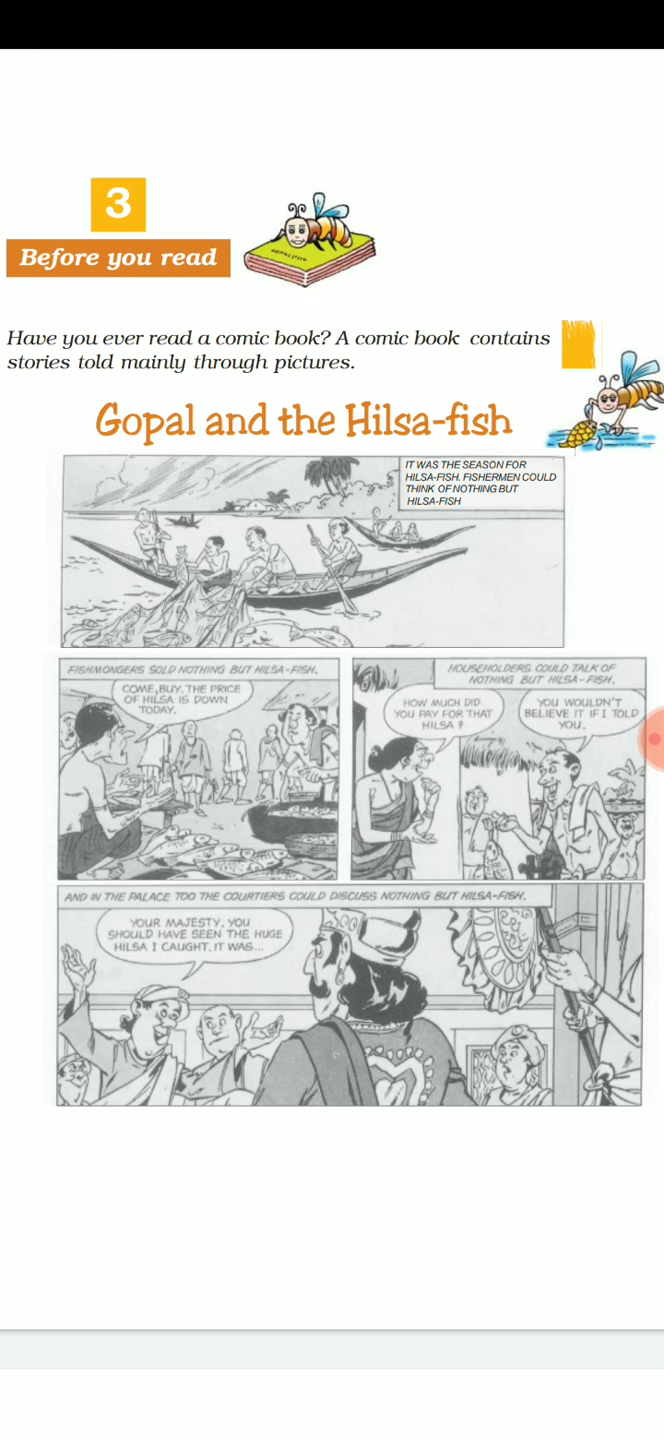 3
Before you read
Have you ever read a comic book? A comic book contains
stories told mainly through pictures.
Gopal and the Hilsa-fish
IT WAS THE SEASON FOR
HILSA-FISH. FISHERMEN COULD
THINK OF NOTHING BUT
HILSA-FISH
FISHMONGERS SOLD NOTHING BUT HILSA-FISH.
COME, BUY. THE PRICE
OF HILSA IS DOWN
TODAY.
HOUSEHOLDERS COULD TALK OF
NOTHING BUT HILSA-FISH.
HOW MUCH DID
YOU PAY FOR THAT
HILSA?
YOU WOULDN'T
BELIEVE IT IF I TOLD
YOU.
AND IN THE PALACE TOO THE COURTIERS COULD DISCUSS NOTHING BUT HILSA-FISH.
YOUR MAJESTY, YOU
SHOULD HAVE SEEN THE HUGE
HILSA I CAUGHT. IT WAS...